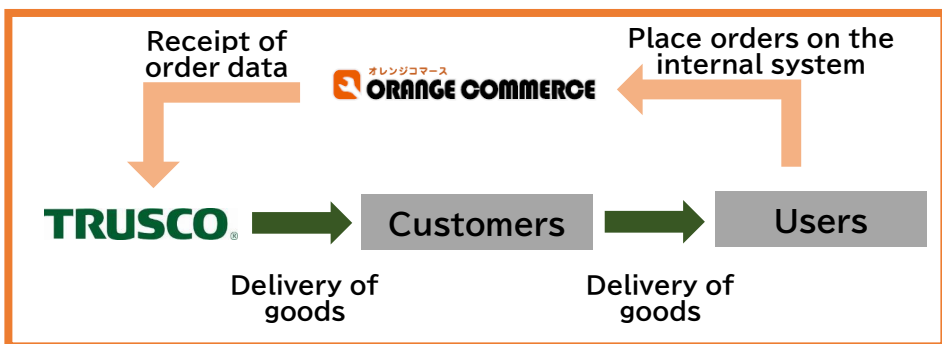 Receipt of
order data
オレンジコマース
ORANGE COMMERCE
Place orders on the
internal system
TRUSCO®
Customers
Users
Delivery of
goods
Delivery of
goods